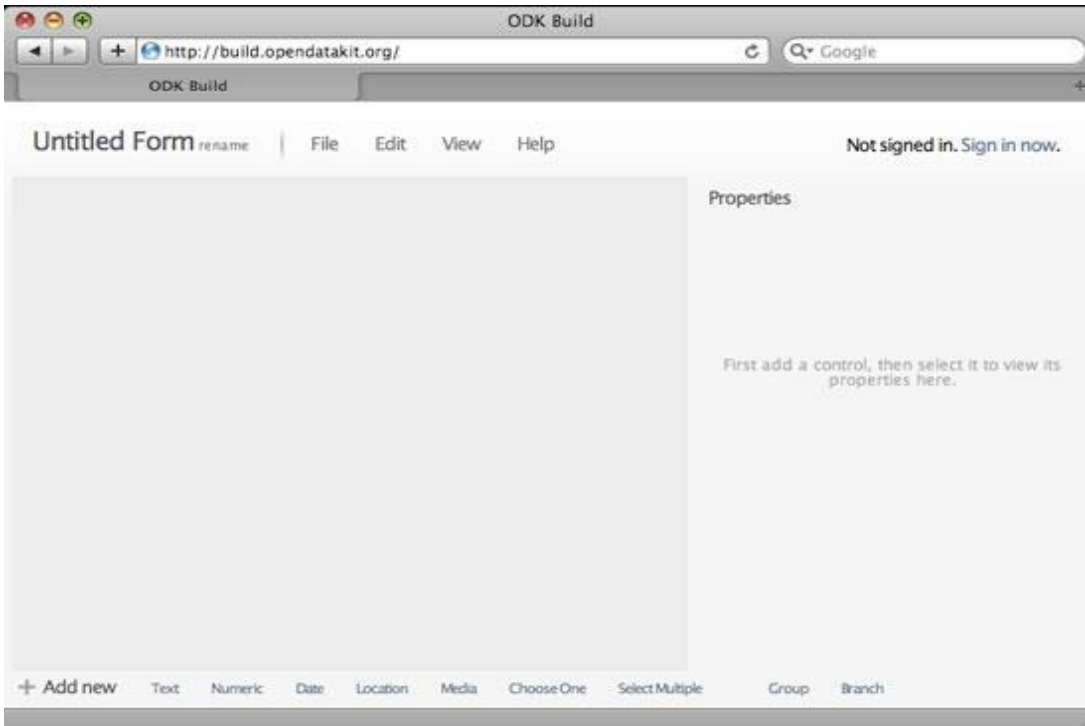 ODK Build
http://build.opendatakit.org/
Google
ODK Build
Untitled Form rename | File Edit View Help Not signed in. Sign in now.
Properties
First add a control, then select it to view its
properties here.
+ Add new Text Numeric Date Location Media Choose One Select Multiple Group Branch